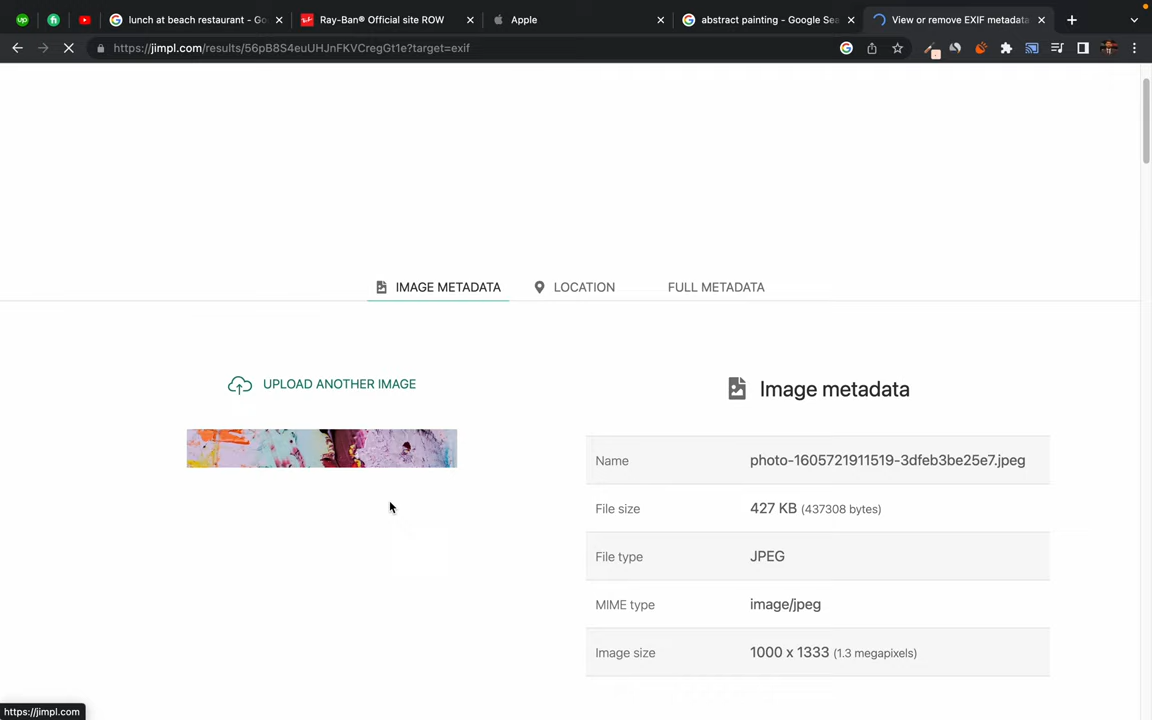 up
fi
lunch at beach restaurant - Go
Ray-Ban® Official site ROW
Apple
abstract painting - Google Sea
View or remove EXIF metadata
https://jimpl.com/results/56pB8S4euUHJnFKVCregGt1e?target=exif
IMAGE METADATA
LOCATION
FULL METADATA
UPLOAD ANOTHER IMAGE
Image metadata
Name photo-1605721911519-3dfeb3be25e7.jpeg
File size 427 KB (437308 bytes)
File type JPEG
MIME type image/jpeg
Image size 1000 x 1333 (1.3 megapixels)
https://jimpl.com